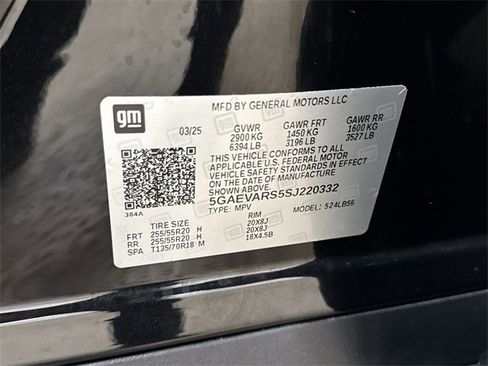 MFD BY GENERAL MOTORS LLC
gm
03/25 GVWR GAWR FRT GAWR RR
2900 KG 1450 KG 1600 KG
6394 LB 3196 LB 3527 LB
THIS VEHICLE CONFORMS TO ALL
APPLICABLE U.S. FEDERAL MOTOR
VEHICLE SAFETY STANDARDS IN EFFECT
ON THE DATE OF MANUFACTURE
SHOWN ABOVE.
5GAEVARS5SJ220332
TYPE: MPV MODEL: 524LB56
384A
TIRE SIZE RIM
FRT 255/55R20 H 20X8J
RR 255/55R20 H 20X8J
SPA T135/70R18 M 18X4.5B